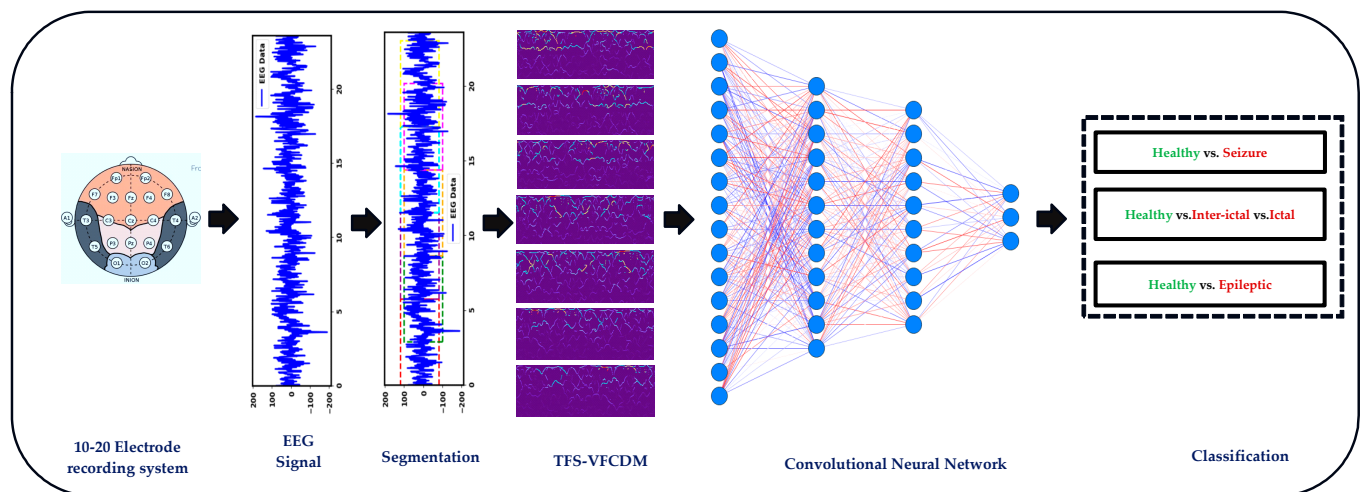 Fro
NASION
Fp1 Fp2
F7 F3 Fz F4 F8
A1 T3 C3 Cz C4 T4 A2
T5 P3 Pz P4 T6
O1 O2
INION
10-20 Electrode
recording system
EEG Data
0 5 10 15 20
200 100 0 −100 −200
EEG
Signal
EEG Data
0 5 10 15 20
200 100 0 −100 −200
Segmentation
TFS-VFCDM
Convolutional Neural Network
Healthy vs. Seizure
Healthy vs.Inter-ictal vs.Ictal
Healthy vs. Epileptic
Classification